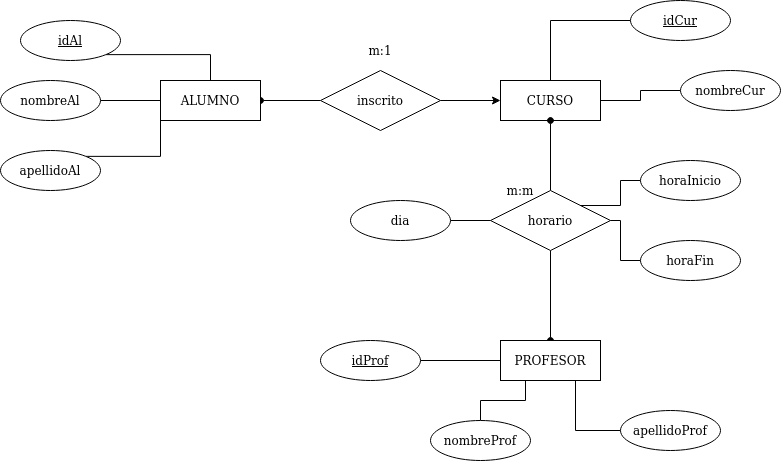 idCur
idAl
m:1
nombreCur
nombreAl
ALUMNO
inscrito
CURSO
apellidoAl
horaInicio
m:m
dia
horario
horaFin
idProf
PROFESOR
apellidoProf
nombreProf